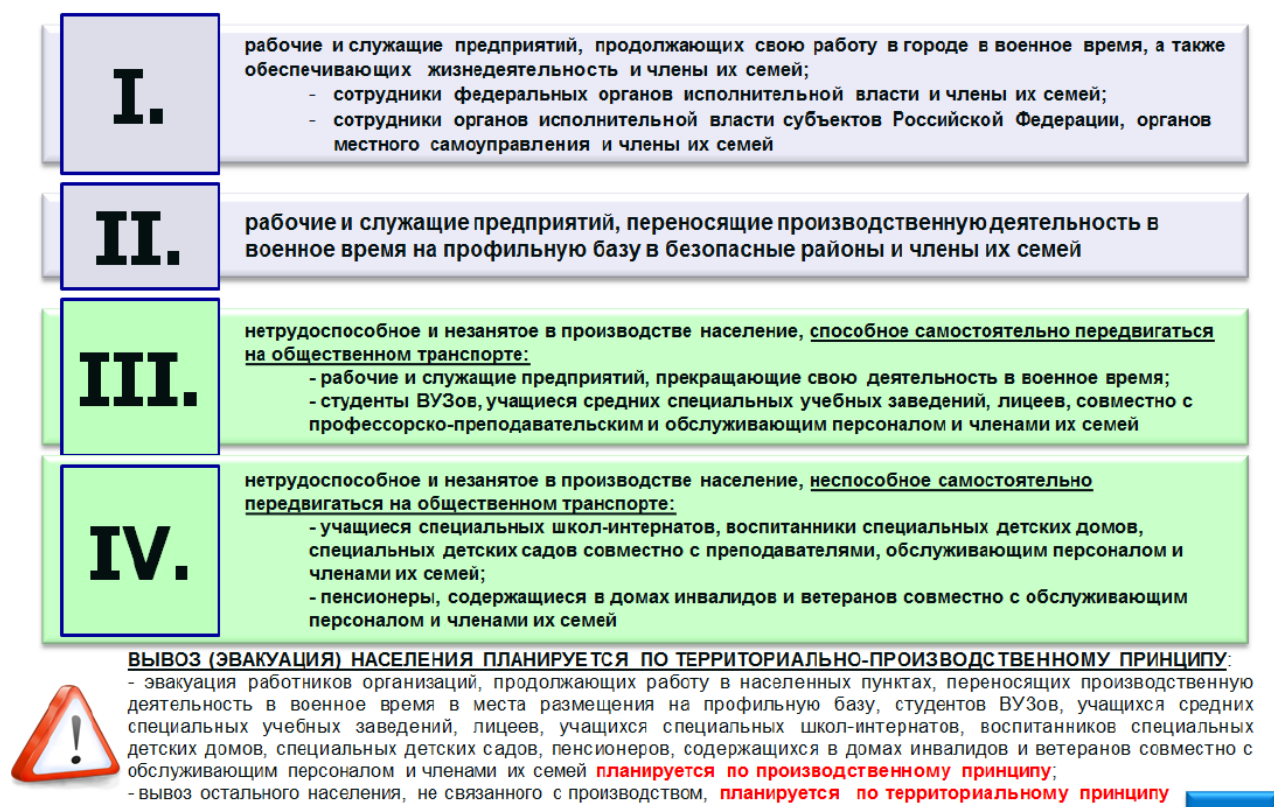 I.
рабочие и служащие предприятий, продолжающих свою работу в городе в военное время, а также
обеспечивающих жизнедеятельность и члены их семей;
- сотрудники федеральных органов исполнительной власти и члены их семей;
- сотрудники органов исполнительной власти субъектов Российской Федерации, органов
местного самоуправления и члены их семей
II.
рабочие и служащие предприятий, переносящие производственную деятельность в
военное время на профильную базу в безопасные районы и члены их семей
III.
нетрудоспособное и незанятое в производстве население, способное самостоятельно передвигаться
на общественном транспорте:
- рабочие и служащие предприятий, прекращающие свою деятельность в военное время;
- студенты ВУЗов, учащиеся средних специальных учебных заведений, лицеев, совместно с
профессорско-преподавательским и обслуживающим персоналом и членами их семей
IV.
нетрудоспособное и незанятое в производстве население, неспособное самостоятельно
передвигаться на общественном транспорте:
- учащиеся специальных школ-интернатов, воспитанники специальных детских домов,
специальных детских садов совместно с преподавателями, обслуживающим персоналом и
членами их семей;
- пенсионеры, содержащиеся в домах инвалидов и ветеранов совместно с обслуживающим
персоналом и членами их семей
ВЫВОЗ (ЭВАКУАЦИЯ) НАСЕЛЕНИЯ ПЛАНИРУЕТСЯ ПО ТЕРРИТОРИАЛЬНО-ПРОИЗВОДСТВЕННОМУ ПРИНЦИПУ:
- эвакуация работников организаций, продолжающих работу в населенных пунктах, переносящих производственную
деятельность в военное время в места размещения на профильную базу, студентов ВУЗов, учащихся средних
специальных учебных заведений, лицеев, учащихся специальных школ-интернатов, воспитанников специальных
детских домов, специальных детских садов, пенсионеров, содержащихся в домах инвалидов и ветеранов совместно с
обслуживающим персоналом и членами их семей планируется по производственному принципу;
- вывоз остального населения, не связанного с производством, планируется по территориальному принципу